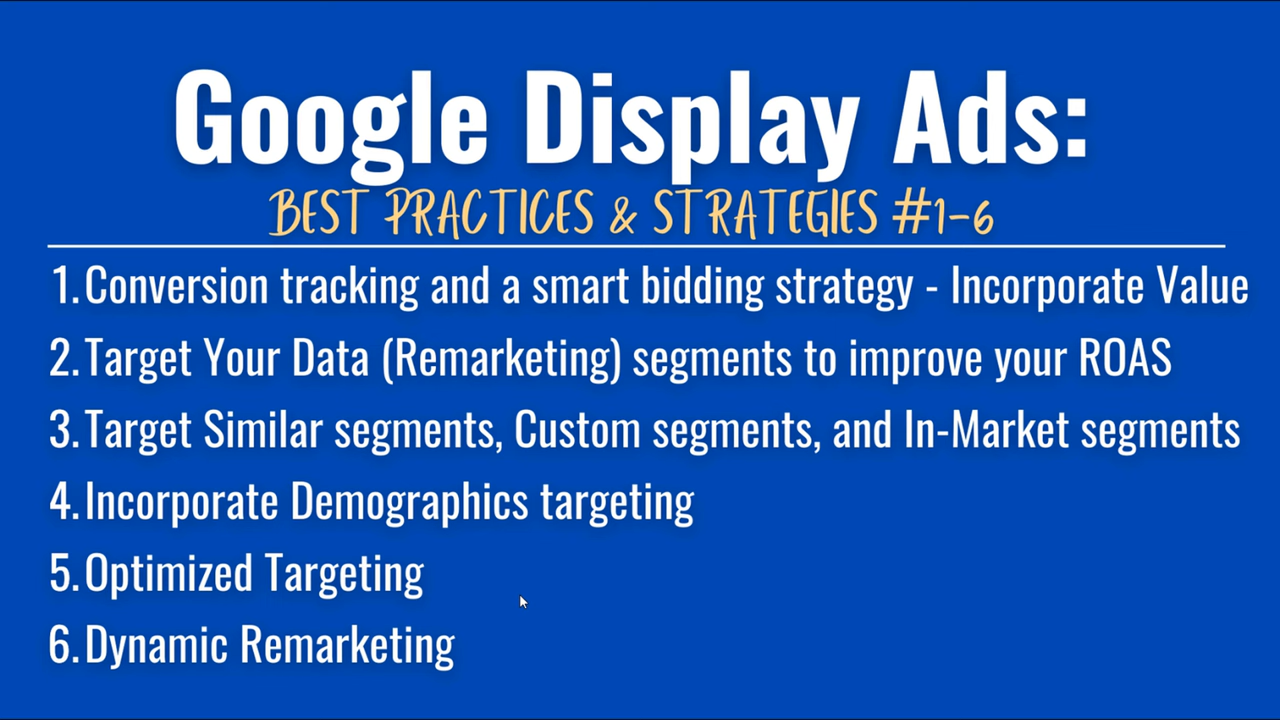 Google Display Ads:
BEST PRACTICES & STRATEGIES #1-6
1. Conversion tracking and a smart bidding strategy - Incorporate Value
2. Target Your Data (Remarketing) segments to improve your ROAS
3. Target Similar segments, Custom segments, and In-Market segments
4. Incorporate Demographics targeting
5. Optimized Targeting
6. Dynamic Remarketing